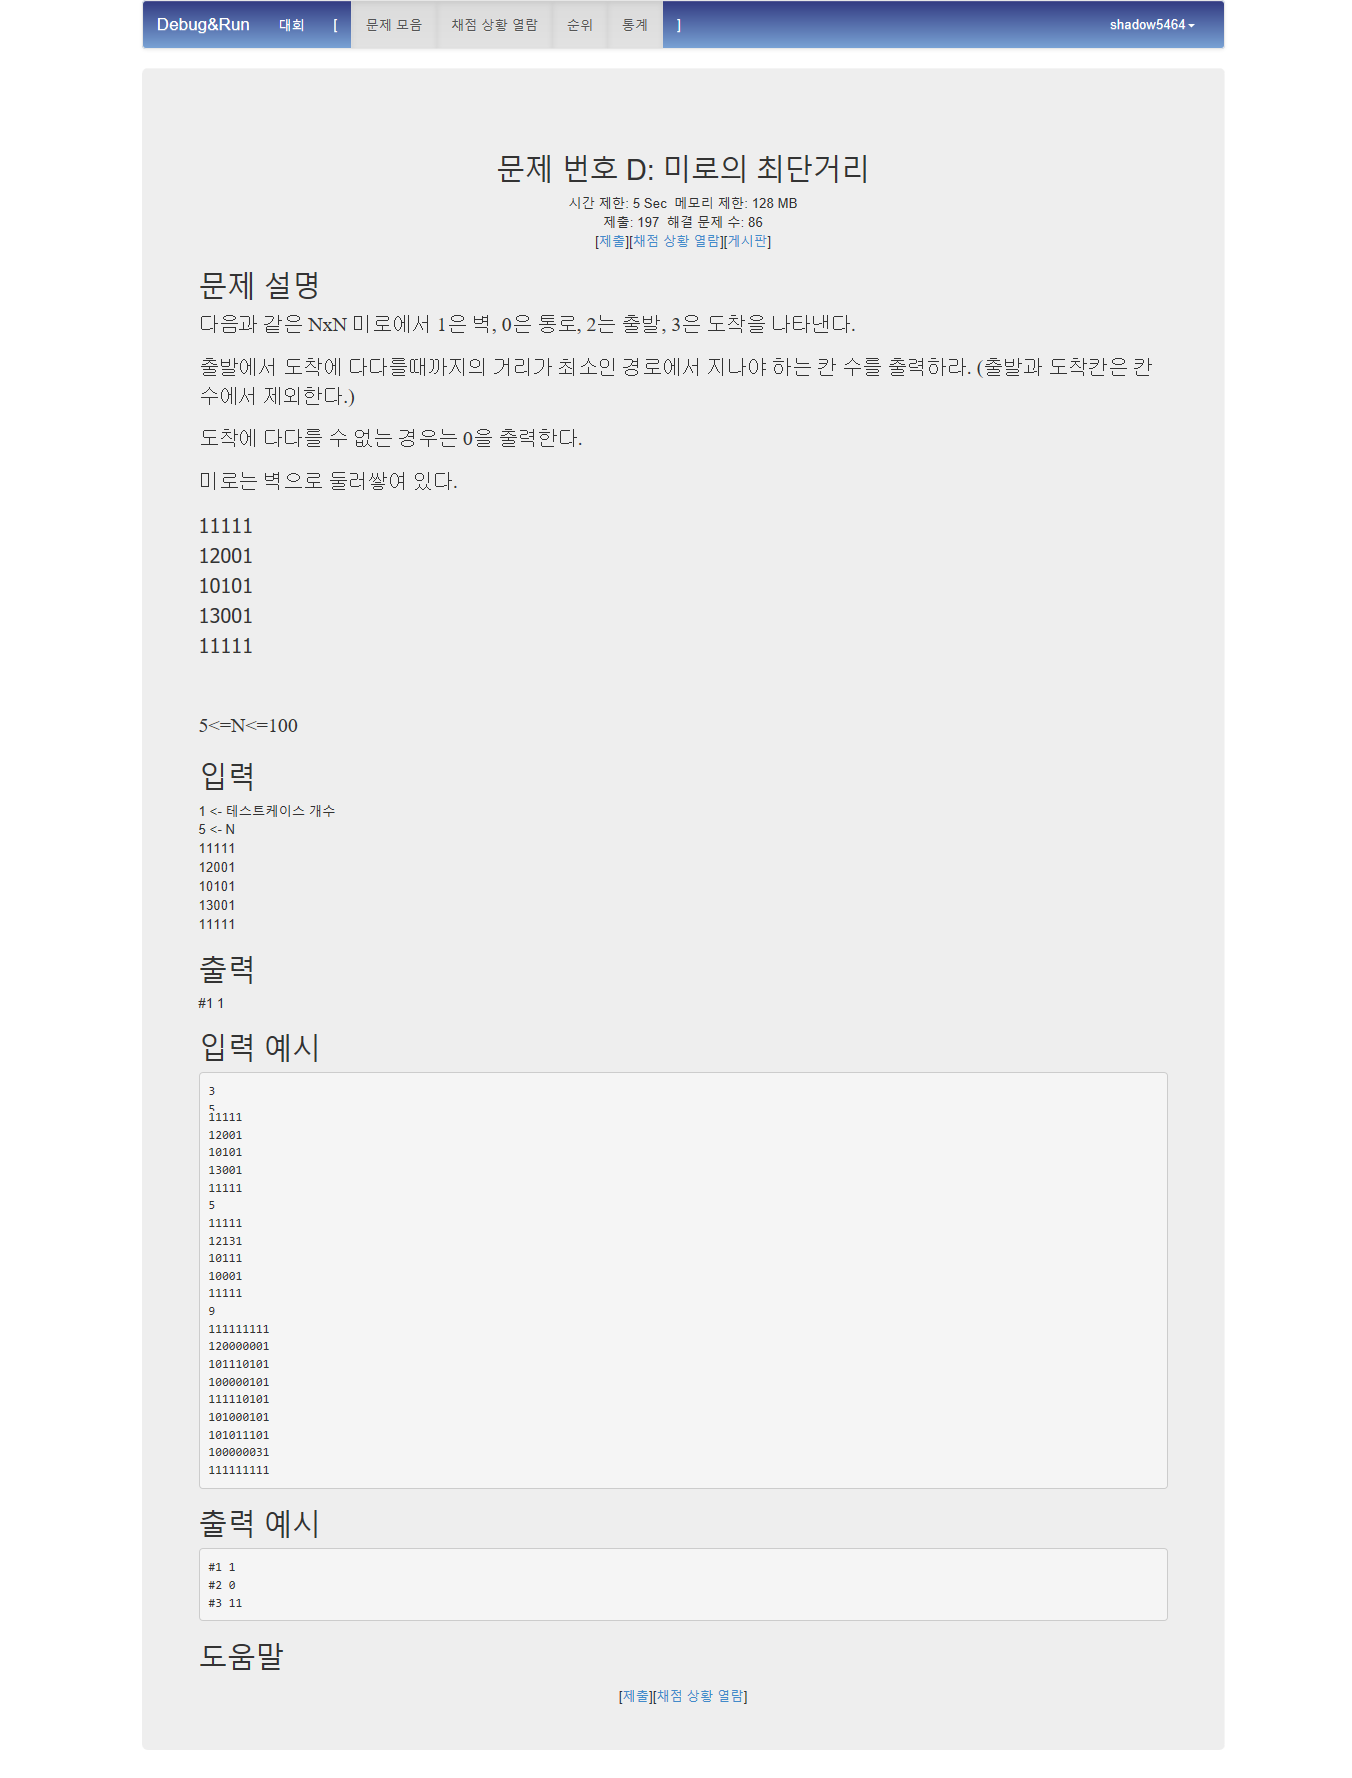 Debug&Run 대회 [ 문제 모음 채점 상황 열람 순위 통계 ] shadow5464
문제 번호 D: 미로의 최단거리
시간 제한: 5 Sec 메모리 제한: 128 MB
제출: 197 해결 문제 수: 86
[제출][채점 상황 열람][게시판]
문제 설명
다음과 같은 NxN 미로에서 1은 벽, 0은 통로, 2는 출발, 3은 도착을 나타낸다.
출발에서 도착에 다다를때까지의 거리가 최소인 경로에서 지나야 하는 칸 수를 출력하라. (출발과 도착칸은 칸
수에서 제외한다.)
도착에 다다를 수 없는 경우는 0을 출력한다.
미로는 벽으로 둘러쌓여 있다.
11111
12001
10101
13001
11111
5<=N<=100
입력
1 <- 테스트케이스 개수
5 <- N
11111
12001
10101
13001
11111
출력
#1 1
입력 예시
3
5
11111
12001
10101
13001
11111
5
11111
12131
10111
10001
11111
9
111111111
120000001
101110101
100000101
111110101
101000101
101011101
100000031
111111111
출력 예시
#1 1
#2 0
#3 11
도움말
[제출][채점 상황 열람]